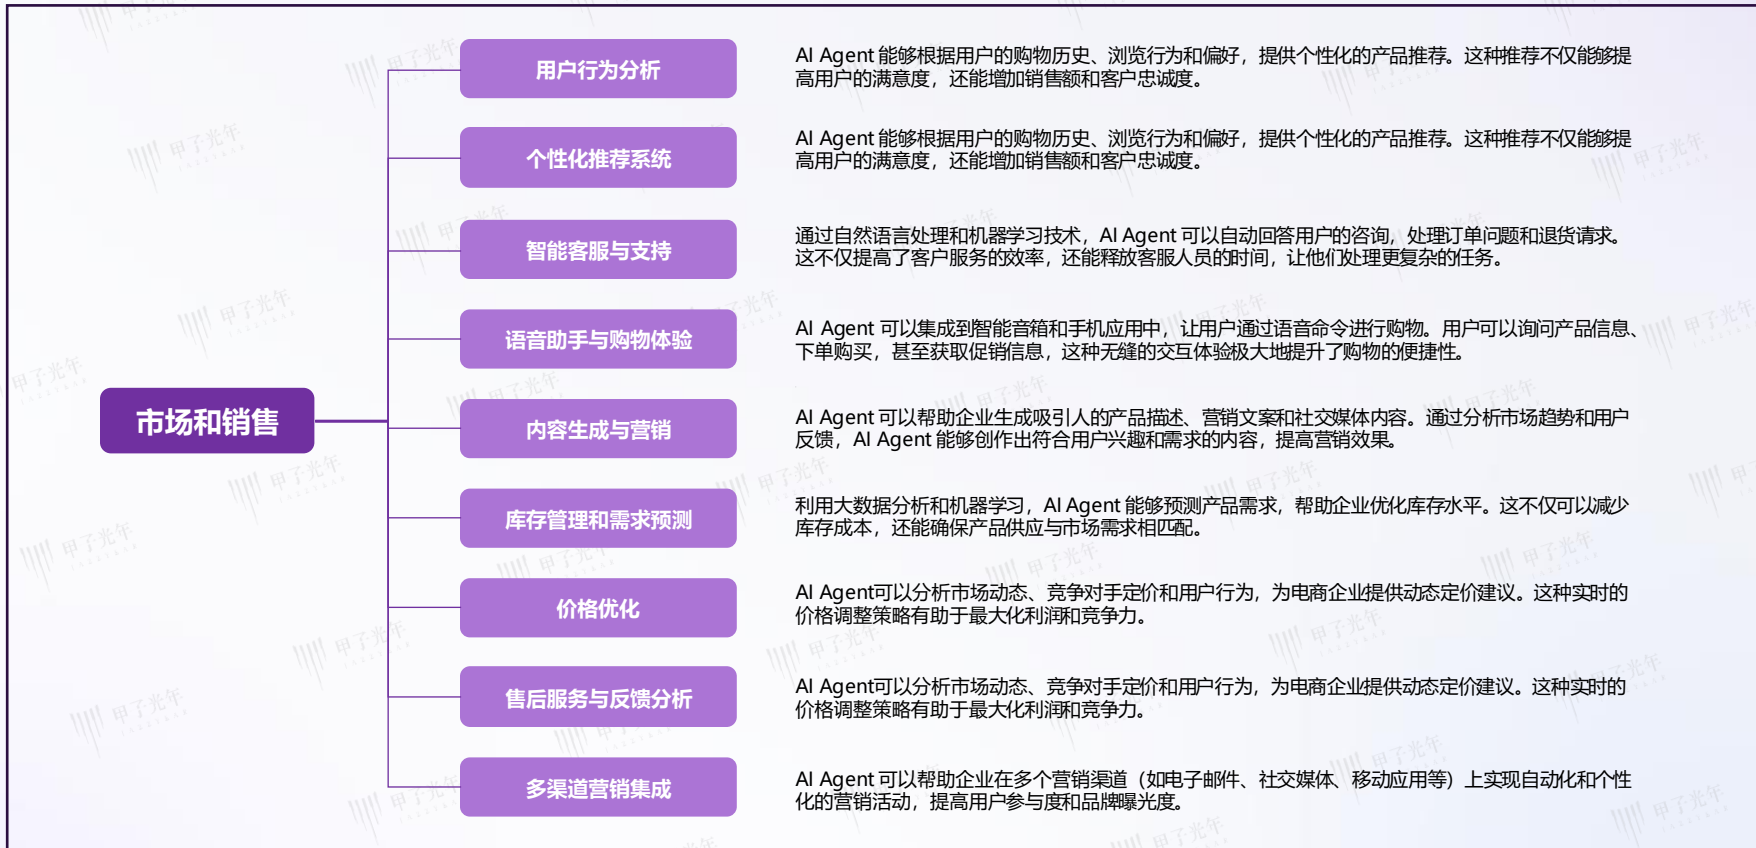 用户行为分析
AI Agent 能够根据用户的购物历史、浏览行为和偏好，提供个性化的产品推荐。这种推荐不仅能够提
高用户的满意度，还能增加销售额和客户忠诚度。
个性化推荐系统
AI Agent 能够根据用户的购物历史、浏览行为和偏好，提供个性化的产品推荐。这种推荐不仅能够提
高用户的满意度，还能增加销售额和客户忠诚度。
智能客服与支持
通过自然语言处理和机器学习技术，AI Agent 可以自动回答用户的咨询，处理订单问题和退货请求。
这不仅提高了客户服务的效率，还能释放客服人员的时间，让他们处理更复杂的任务。
语音助手与购物体验
AI Agent 可以集成到智能音箱和手机应用中，让用户通过语音命令进行购物。用户可以询问产品信息、
下单购买，甚至获取促销信息，这种无缝的交互体验极大地提升了购物的便捷性。
市场和销售
内容生成与营销
AI Agent 可以帮助企业生成吸引人的产品描述、营销文案和社交媒体内容。通过分析市场趋势和用户
反馈，AI Agent 能够创作出符合用户兴趣和需求的内容，提高营销效果。
库存管理和需求预测
利用大数据分析和机器学习，AI Agent 能够预测产品需求，帮助企业优化库存水平。这不仅可以减少
库存成本，还能确保产品供应与市场需求相匹配。
价格优化
AI Agent可以分析市场动态、竞争对手定价和用户行为，为电商企业提供动态定价建议。这种实时的
价格调整策略有助于最大化利润和竞争力。
售后服务与反馈分析
AI Agent可以分析市场动态、竞争对手定价和用户行为，为电商企业提供动态定价建议。这种实时的
价格调整策略有助于最大化利润和竞争力。
多渠道营销集成
AI Agent 可以帮助企业在多个营销渠道（如电子邮件、社交媒体、移动应用等）上实现自动化和个性
化的营销活动，提高用户参与度和品牌曝光度。
甲子光年